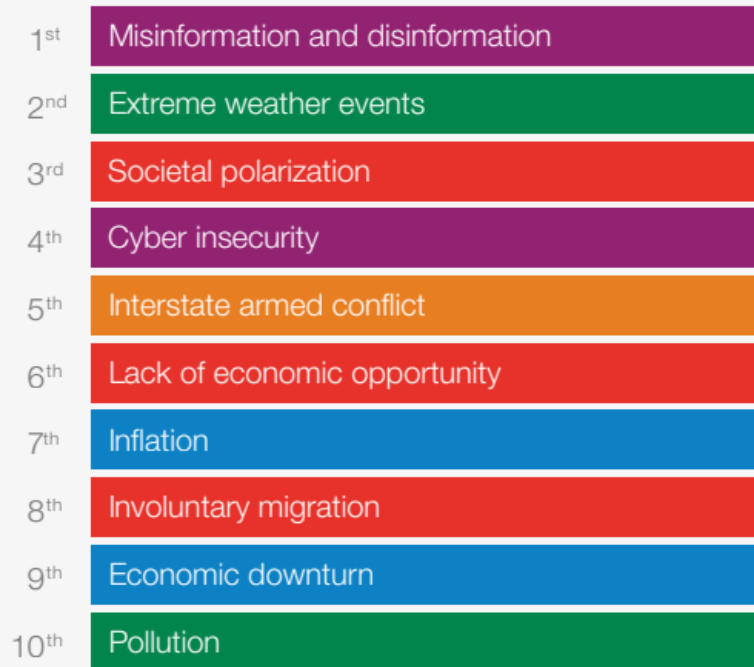 1st Misinformation and disinformation
2nd Extreme weather events
3rd Societal polarization
4th Cyber insecurity
5th Interstate armed conflict
6th Lack of economic opportunity
7th Inflation
8th Involuntary migration
9th Economic downturn
10th Pollution